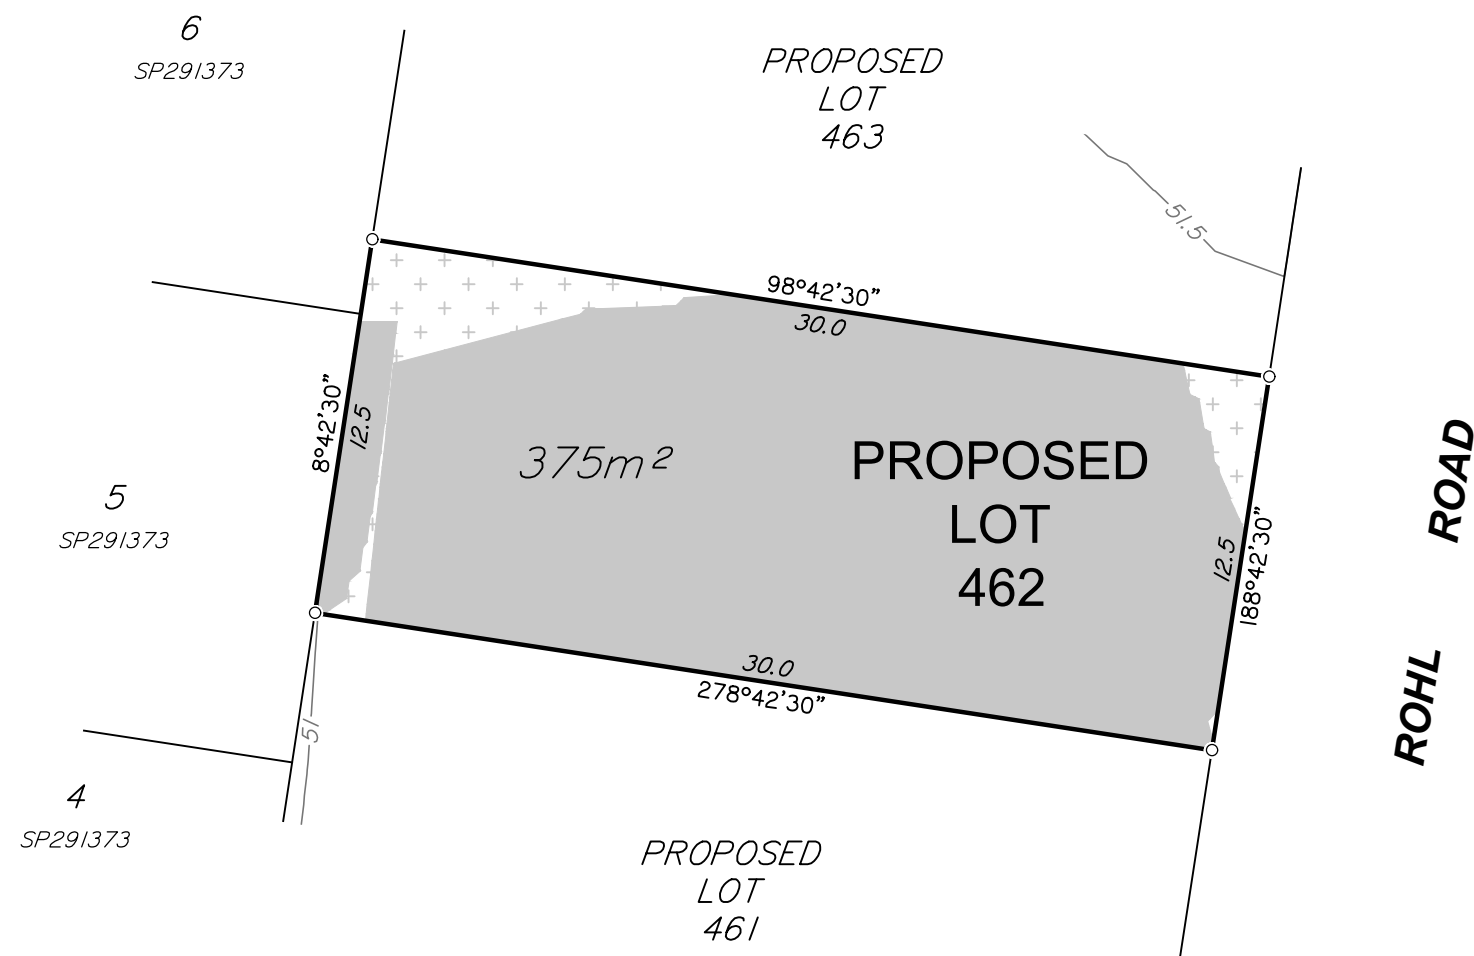 6
SP291373
PROPOSED
LOT
463
51.5
98°42'30"
30.0
8°42'30"
12.5
375m²
PROPOSED
LOT
462
ROHL ROAD
5
SP291373
12.5
188°42'30"
30.0
278°42'30"
51
4
SP291373
PROPOSED
LOT
461